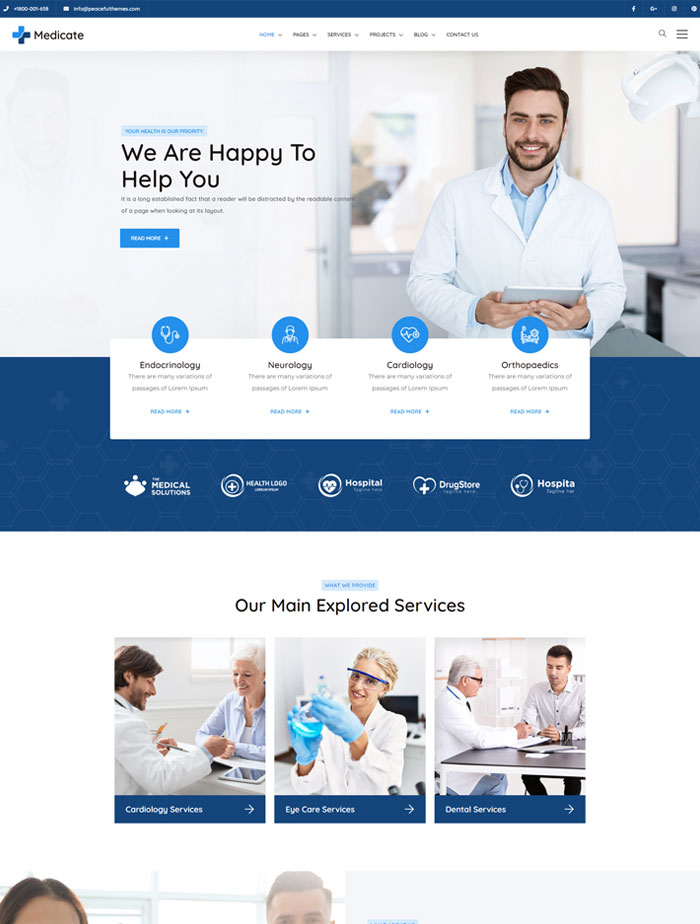 +1800-001-658 info@peacefulthemes.com
Medicate HOME PAGES SERVICES PROJECTS BLOG CONTACT US
YOUR HEALTH IS OUR PRIORITY.
We Are Happy To
Help You
It is a long established fact that a reader will be distracted by the readable content
of a page when looking at its layout.
READ MORE +
Endocrinology Neurology Cardiology Orthopaedics
There are many variations of There are many variations of There are many variations of There are many variations of
passages of Lorem Ipsum passages of Lorem Ipsum passages of Lorem Ipsum passages of Lorem Ipsum
READ MORE + READ MORE + READ MORE + READ MORE +
THE
MEDICAL
SOLUTIONS
HEALTH LOGO
LOREM IPSUM
Hospital
Tagline here
DrugStore
tagline here
Hospita
Tagline her
WHAT WE PROVIDE
Our Main Explored Services
Cardiology Services Eye Care Services Dental Services